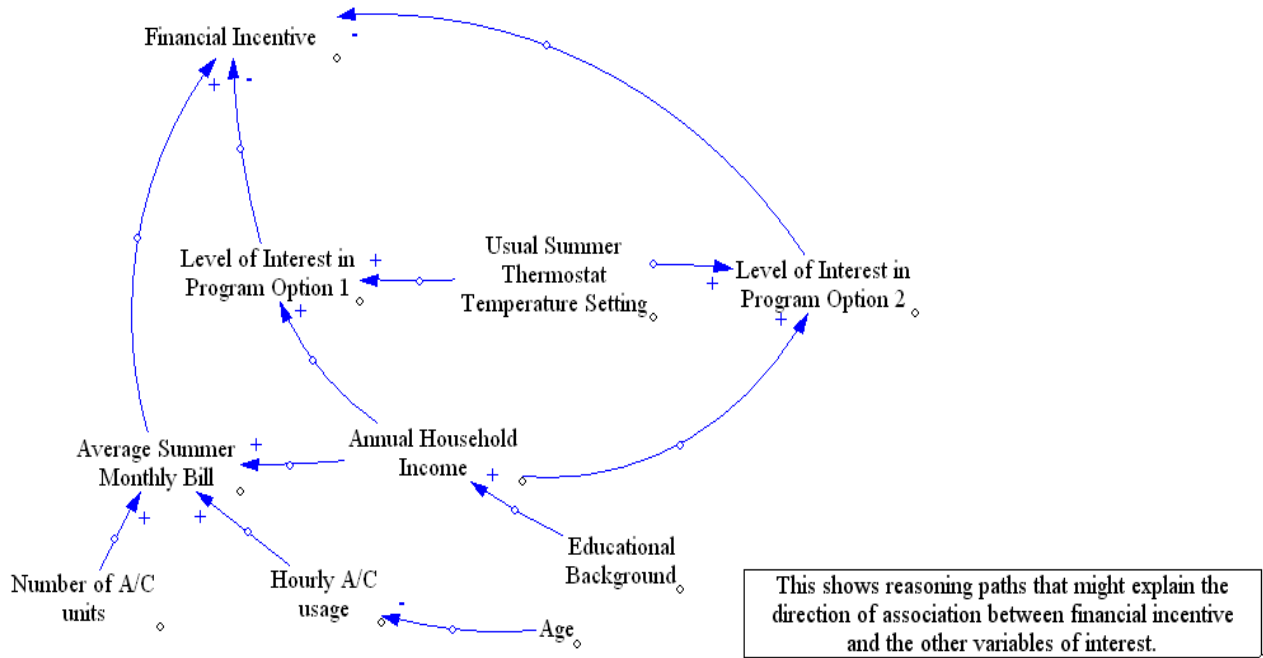 Financial Incentive
-
+
-
Level of Interest in
Program Option 1
+
+
Usual Summer
Thermostat
Temperature Setting
Level of Interest in
Program Option 2
+
+
Average Summer
Monthly Bill
+
Annual Household
Income
+
+
+
Number of A/C
units
Hourly A/C
usage
-
Age
Educational
Background
This shows reasoning paths that might explain the
direction of association between financial incentive
and the other variables of interest.